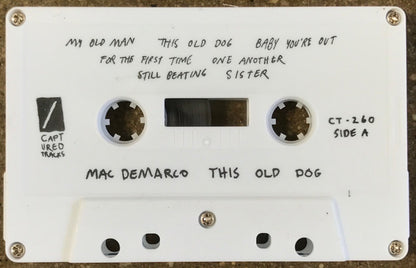 MY OLD MAN THIS OLD DOG BABY YOU'RE OUT
FOR THE FIRST TIME ONE ANOTHER
STILL BEATING SISTER
CAPT
URED
TRACKS
CT-260
SIDE A
MAC DEMARCO THIS OLD DOG